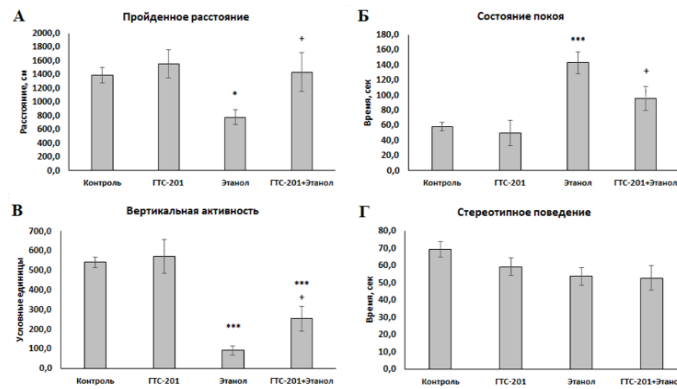 А
Пройденное расстояние
2000,0
1800,0
1600,0
1400,0
1200,0
1000,0
800,0
600,0
400,0
200,0
0,0
Расстояние, см
+
*
Контроль ГТС-201 Этанол ГТС-201+Этанол
Б
Состояние покоя
180,0
160,0
140,0
120,0
100,0
80,0
60,0
40,0
20,0
0,0
Время, сек
***
+
Контроль ГТС-201 Этанол ГТС-201+Этанол
В
Вертикальная активность
700,0
600,0
500,0
400,0
300,0
200,0
100,0
0,0
Условные единицы
***
***
+
Контроль ГТС-201 Этанол ГТС-201+Этанол
Г
Стереотипное поведение
80,0
70,0
60,0
50,0
40,0
30,0
20,0
10,0
0,0
Время, сек
Контроль ГТС-201 Этанол ГТС-201+Этанол